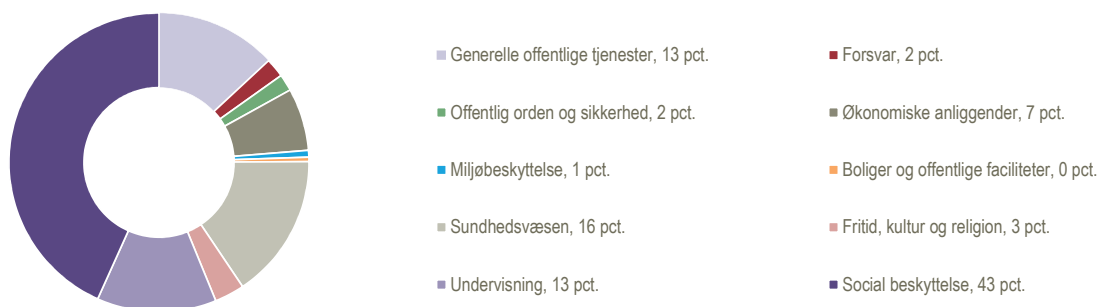 Generelle offentlige tjenester, 13 pct.
Forsvar, 2 pct.
Offentlig orden og sikkerhed, 2 pct.
Økonomiske anliggender, 7 pct.
Miljøbeskyttelse, 1 pct.
Boliger og offentlige faciliteter, 0 pct.
Sundhedsvæsen, 16 pct.
Fritid, kultur og religion, 3 pct.
Undervisning, 13 pct.
Social beskyttelse, 43 pct.